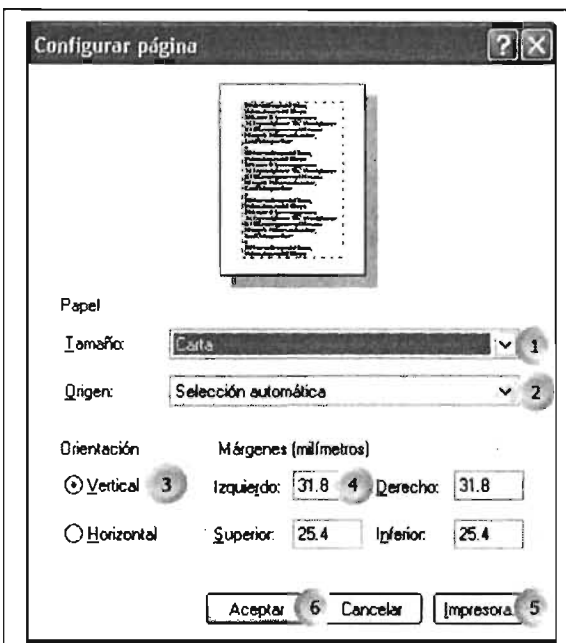 Configurar página
Papel
Tamaño: Carta 1
Origen: Selección automática 2
Orientación Márgenes (milímetros)
Vertical 3 Izquierdo: 31.8 4 Derecho: 31.8
Horizontal Superior: 25.4 Inferior: 25.4
Aceptar 6 Cancelar Impresora. 5